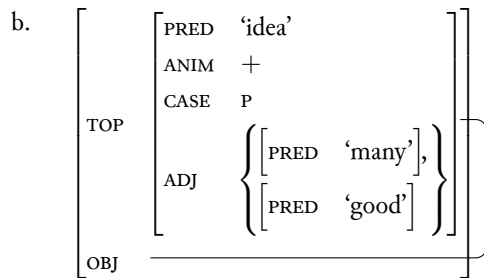 b.
PRED ‘idea’
ANIM +
CASE P
TOP
ADJ
[PRED ‘many’],
[PRED ‘good’]
OBJ